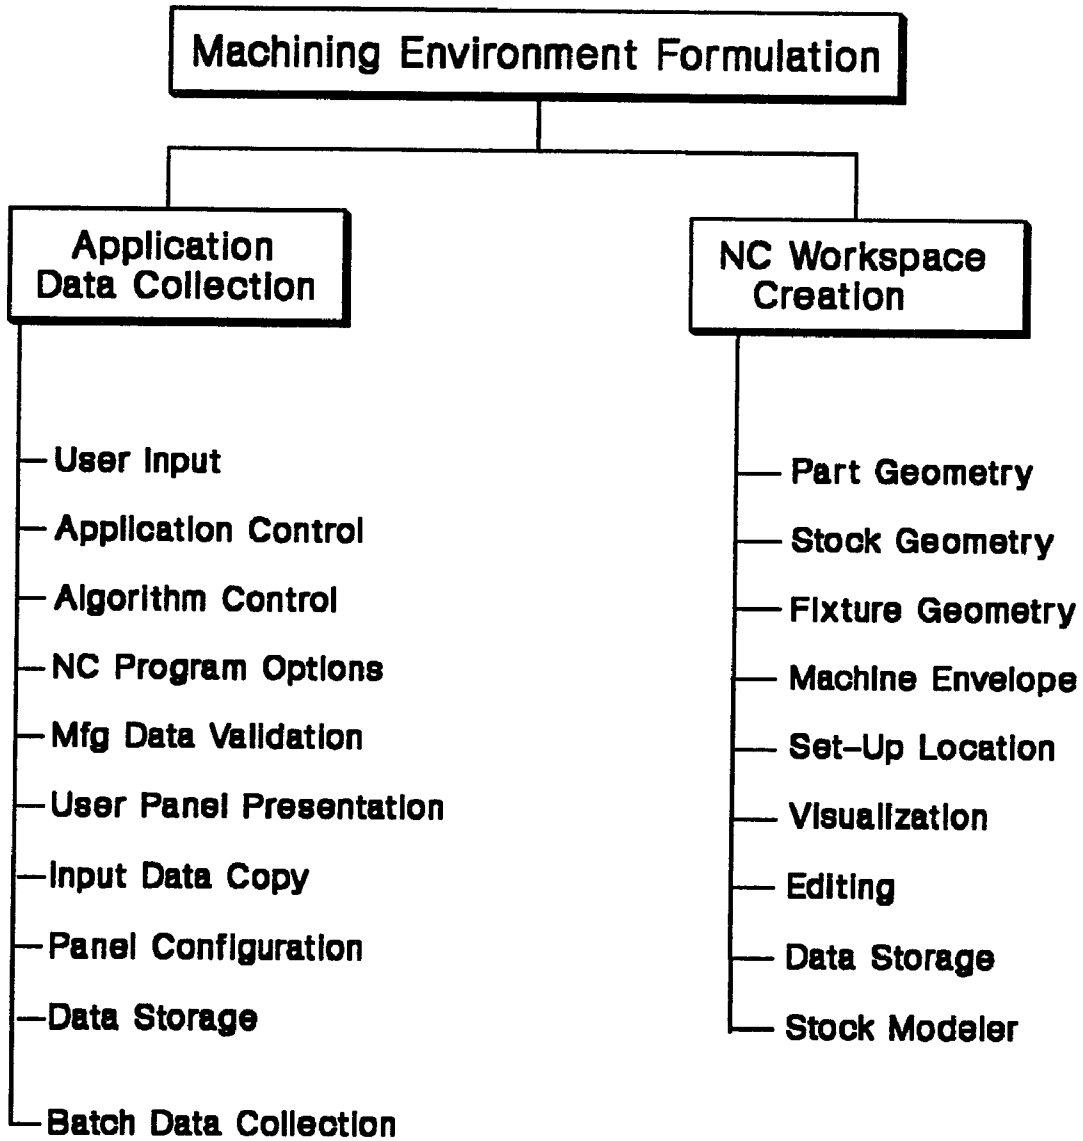 Machining Environment Formulation
Application
Data Collection
User Input
Application Control
Algorithm Control
NC Program Options
Mfg Data Validation
User Panel Presentation
Input Data Copy
Panel Configuration
Data Storage
Batch Data Collection
NC Workspace
Creation
Part Geometry
Stock Geometry
Fixture Geometry
Machine Envelope
Set-Up Location
Visualization
Editing
Data Storage
Stock Modeler